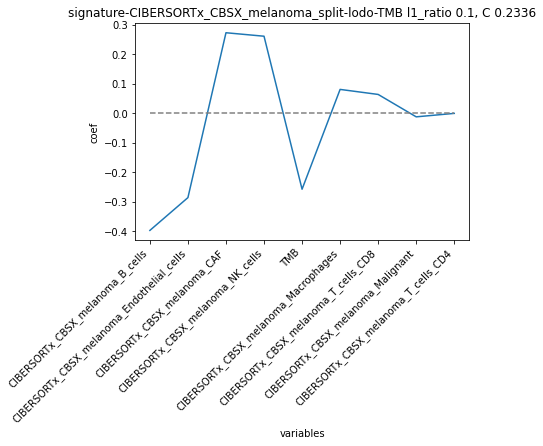 signature-CIBERSORTx_CBSX_melanoma_split-lodo-TMB l1_ratio 0.1, C 0.2336
0.3
0.2
0.1
0.0
−0.1
−0.2
−0.3
−0.4
coef
CIBERSORTx_CBSX_melanoma_B_cells
CIBERSORTx_CBSX_melanoma_Endothelial_cells
CIBERSORTx_CBSX_melanoma_CAF
CIBERSORTx_CBSX_melanoma_NK_cells
TMB
CIBERSORTx_CBSX_melanoma_Macrophages
CIBERSORTx_CBSX_melanoma_T_cells_CD8
CIBERSORTx_CBSX_melanoma_Malignant
CIBERSORTx_CBSX_melanoma_T_cells_CD4
variables